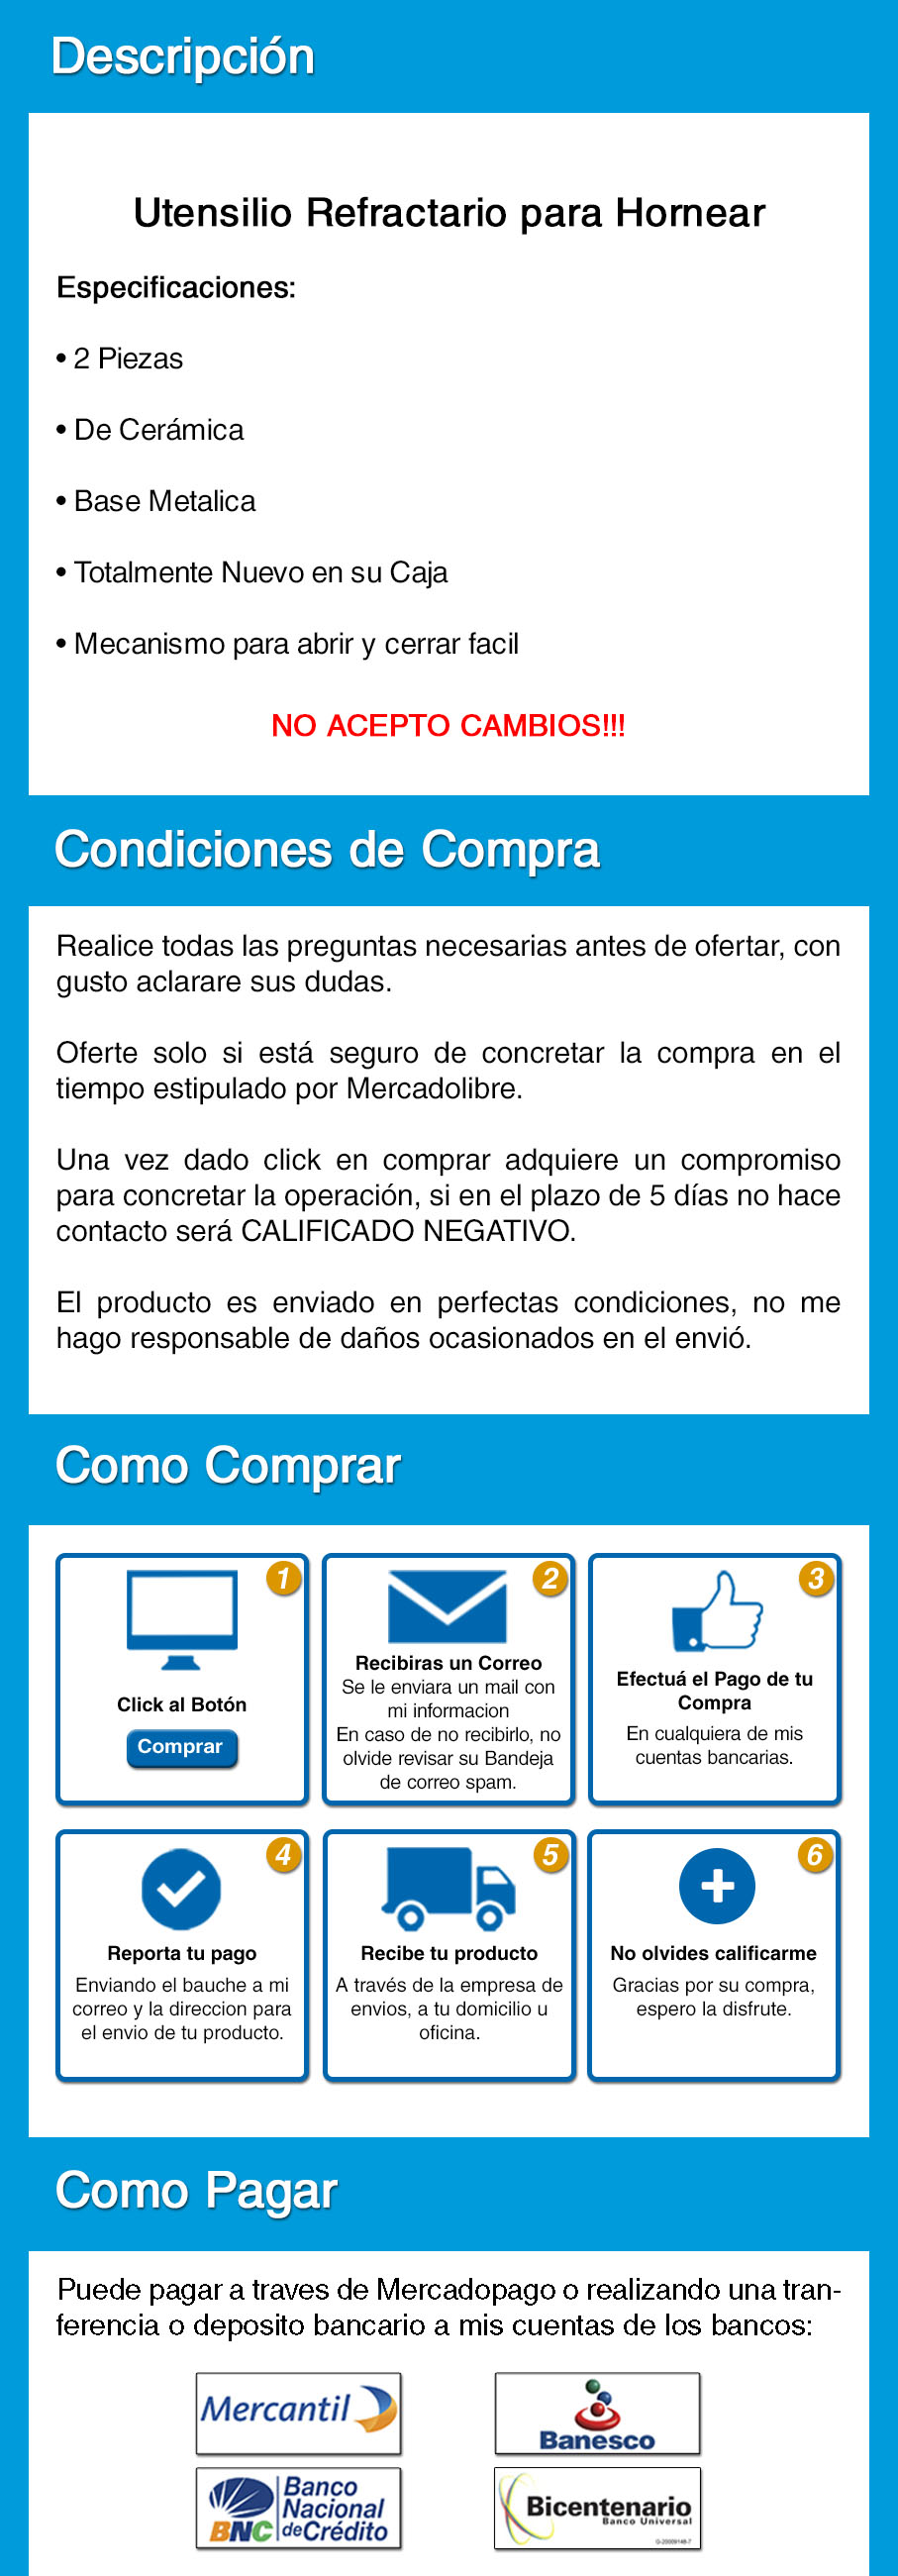 Descripción
Utensilio Refractario para Hornear
Especificaciones:
• 2 Piezas
• De Cerámica
• Base Metalica
• Totalmente Nuevo en su Caja
• Mecanismo para abrir y cerrar facil
NO ACEPTO CAMBIOS!!!
Condiciones de Compra
Realice todas las preguntas necesarias antes de ofertar, con
gusto aclarare sus dudas.
Oferte solo si está seguro de concretar la compra en el
tiempo estipulado por Mercadolibre.
Una vez dado click en comprar adquiere un compromiso
para concretar la operación, si en el plazo de 5 días no hace
contacto será CALIFICADO NEGATIVO.
El producto es enviado en perfectas condiciones, no me
hago responsable de daños ocasionados en el envió.
Como Comprar
1
Click al Botón
Comprar
2
Recibiras un Correo
Se le enviara un mail con
mi informacion
En caso de no recibirlo, no
olvide revisar su Bandeja
de correo spam.
3
Efectuá el Pago de tu
Compra
En cualquiera de mis
cuentas bancarias.
4
Reporta tu pago
Enviando el bauche a mi
correo y la direccion para
el envio de tu producto.
5
Recibe tu producto
A través de la empresa de
envios, a tu domicilio u
oficina.
6
No olvides calificarme
Gracias por su compra,
espero la disfrute.
Como Pagar
Puede pagar a traves de Mercadopago o realizando una tran-
ferencia o deposito bancario a mis cuentas de los bancos:
Mercantil
Banesco
BNC
Banco
Nacional
de Crédito
Bicentenario
Banco Universal